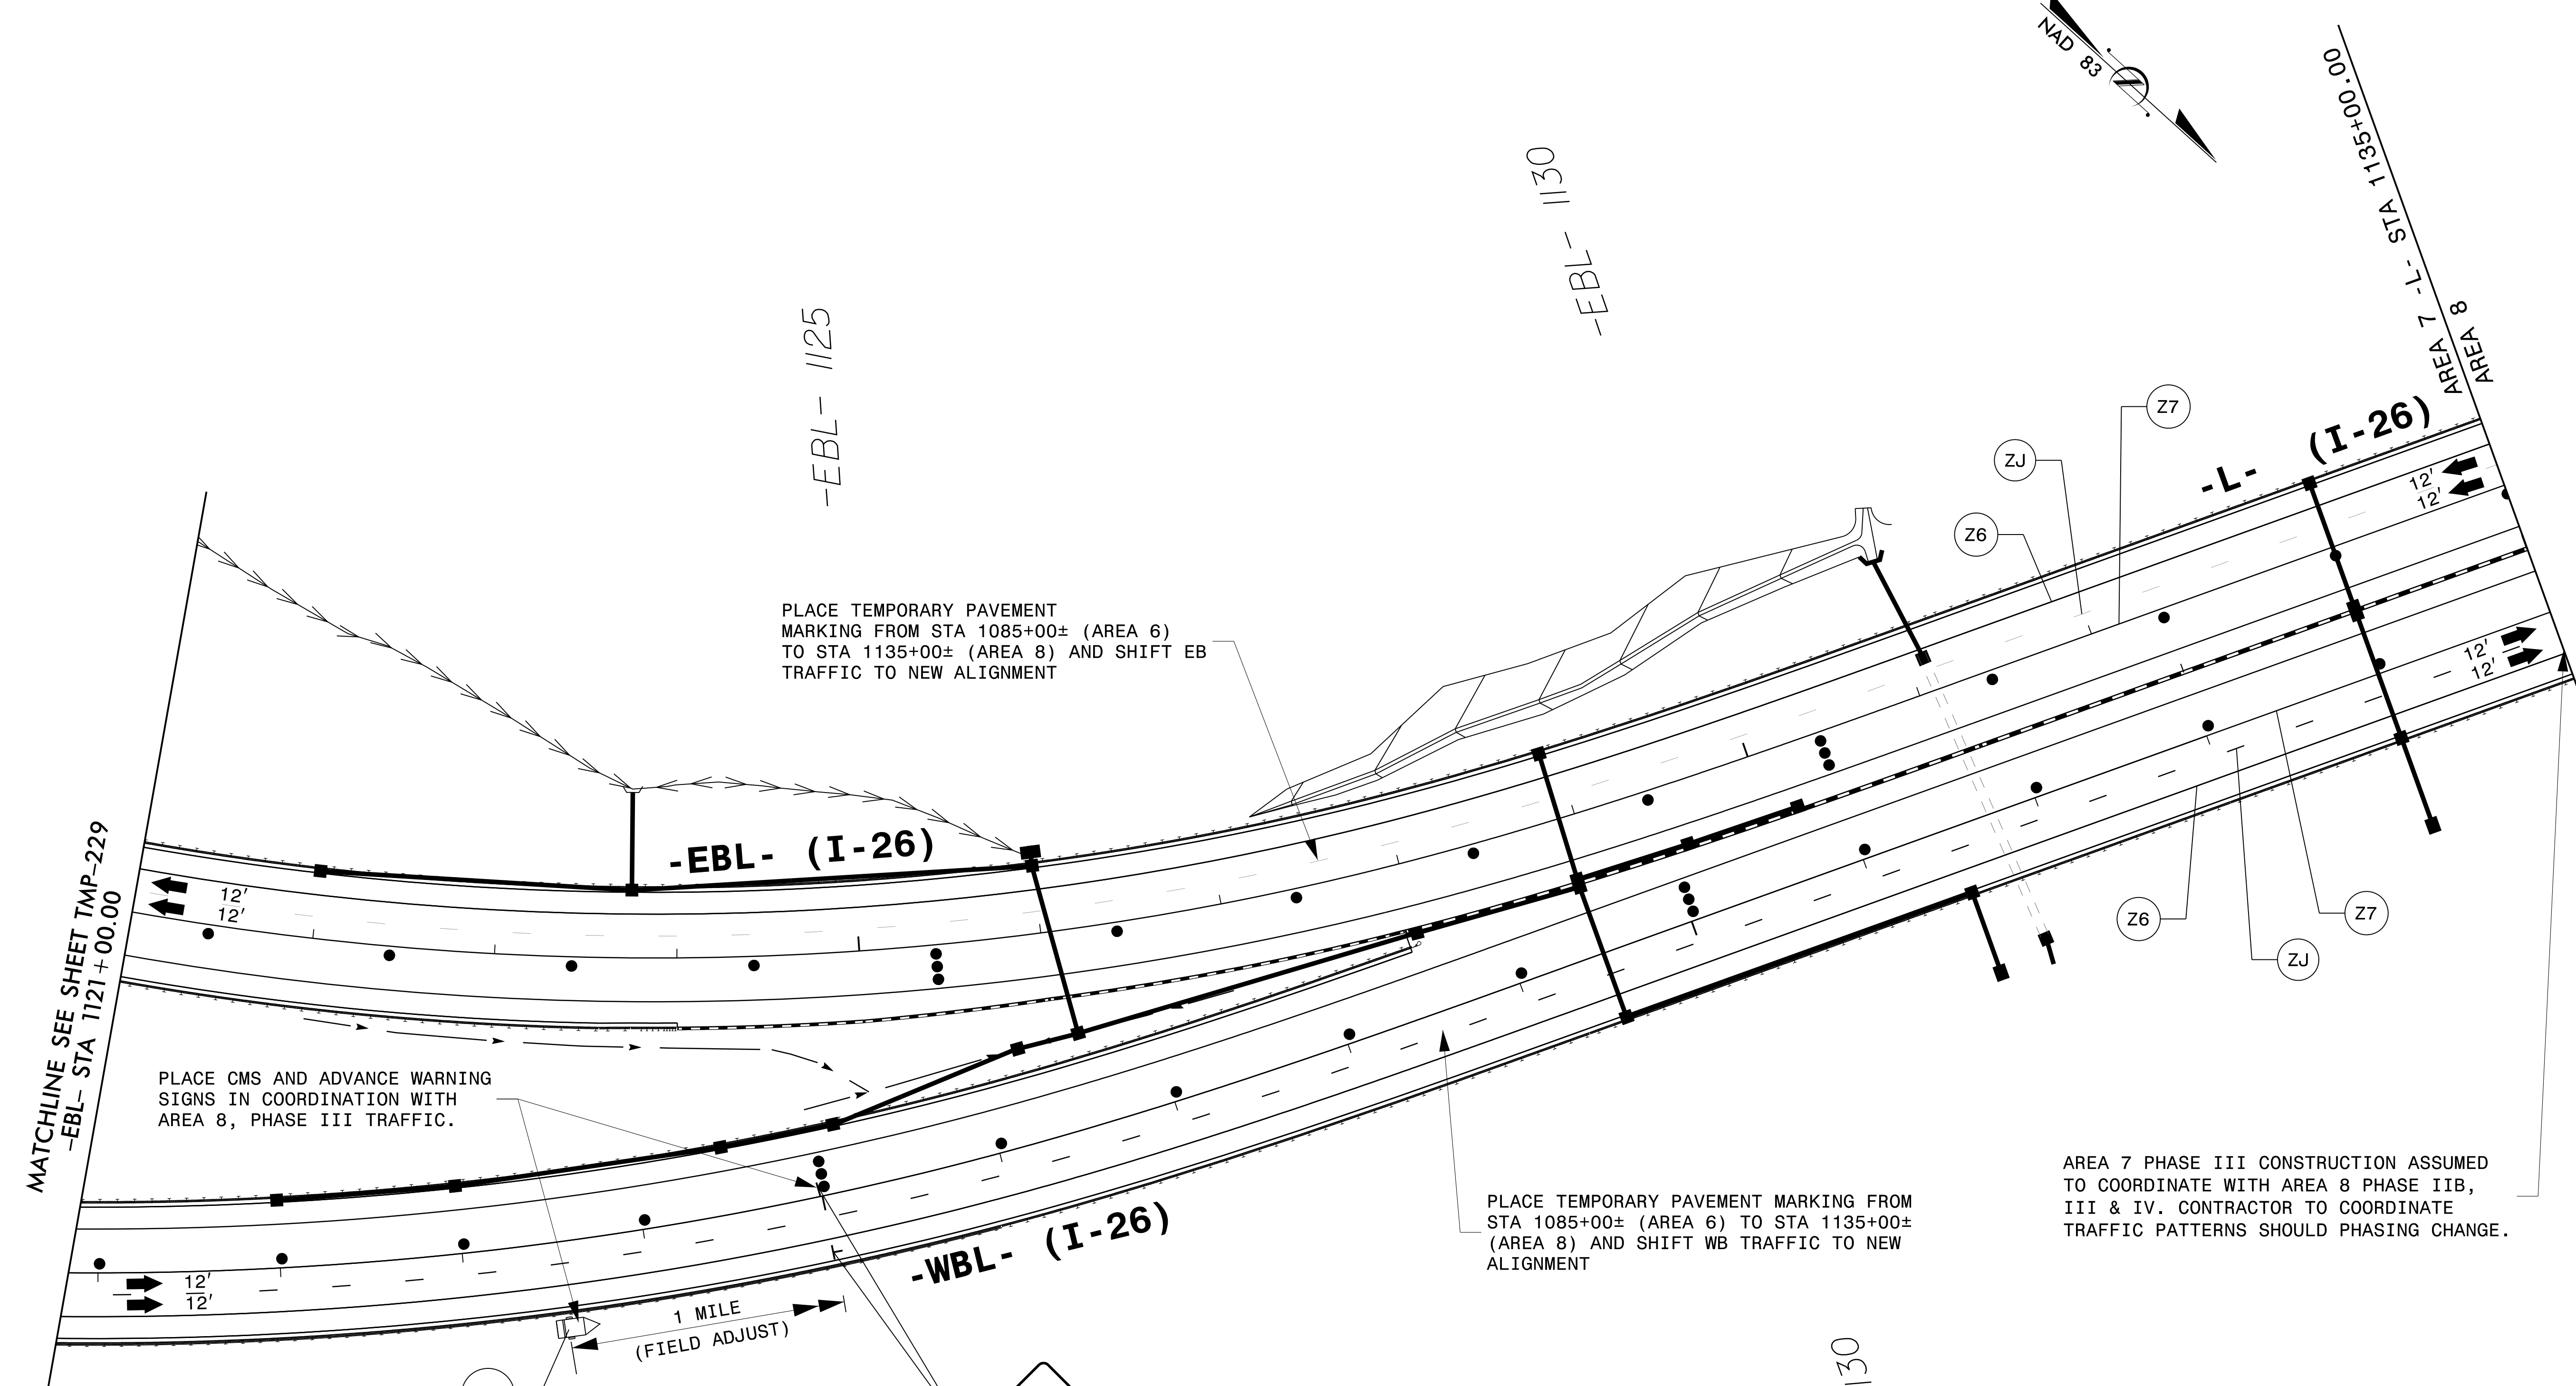 NAD 83
AREA 7 -L- STA 1135+00.00
AREA 8
-EBL- 1125
-EBL- 1130
Z7
ZJ
Z6
-L- (I-26)
12'
12'
12'
12'
PLACE TEMPORARY PAVEMENT
MARKING FROM STA 1085+00± (AREA 6)
TO STA 1135+00± (AREA 8) AND SHIFT EB
TRAFFIC TO NEW ALIGNMENT
-EBL- (I-26)
12'
12'
MATCHLINE SEE SHEET TMP-229
-EBL- STA 1121+00.00
Z6
Z7
ZJ
PLACE CMS AND ADVANCE WARNING
SIGNS IN COORDINATION WITH
AREA 8, PHASE III TRAFFIC.
12'
12'
-WBL- (I-26)
1 MILE
(FIELD ADJUST)
PLACE TEMPORARY PAVEMENT MARKING FROM
STA 1085+00± (AREA 6) TO STA 1135+00±
(AREA 8) AND SHIFT WB TRAFFIC TO NEW
ALIGNMENT
AREA 7 PHASE III CONSTRUCTION ASSUMED
TO COORDINATE WITH AREA 8 PHASE IIB,
III & IV. CONTRACTOR TO COORDINATE
TRAFFIC PATTERNS SHOULD PHASING CHANGE.
130